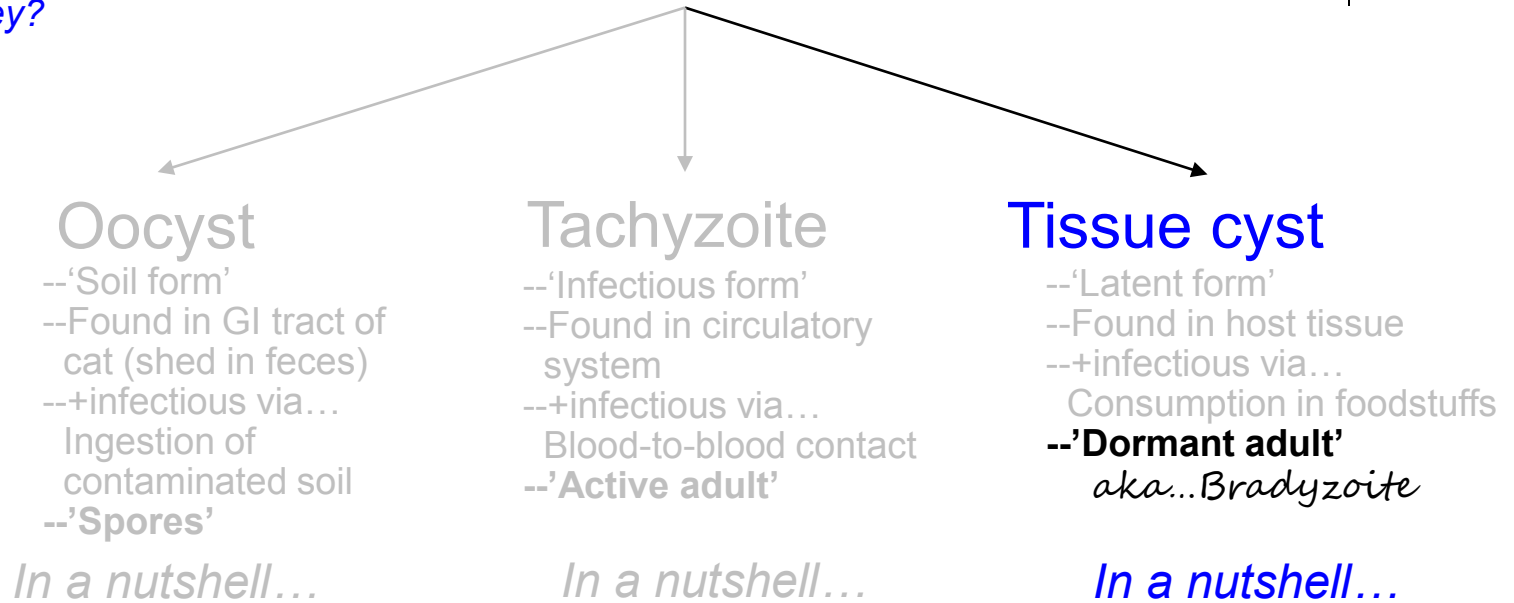 ey?
Oocyst
--‘Soil form’
--Found in GI tract of
cat (shed in feces)
--+infectious via…
Ingestion of
contaminated soil
--’Spores’
In a nutshell…
Tachyzoite
--‘Infectious form’
--Found in circulatory
system
--+infectious via…
Blood-to-blood contact
--’Active adult’
In a nutshell…
Tissue cyst
--‘Latent form’
--Found in host tissue
--+infectious via…
Consumption in foodstuffs
--’Dormant adult’
aka...Bradyzoite
In a nutshell…